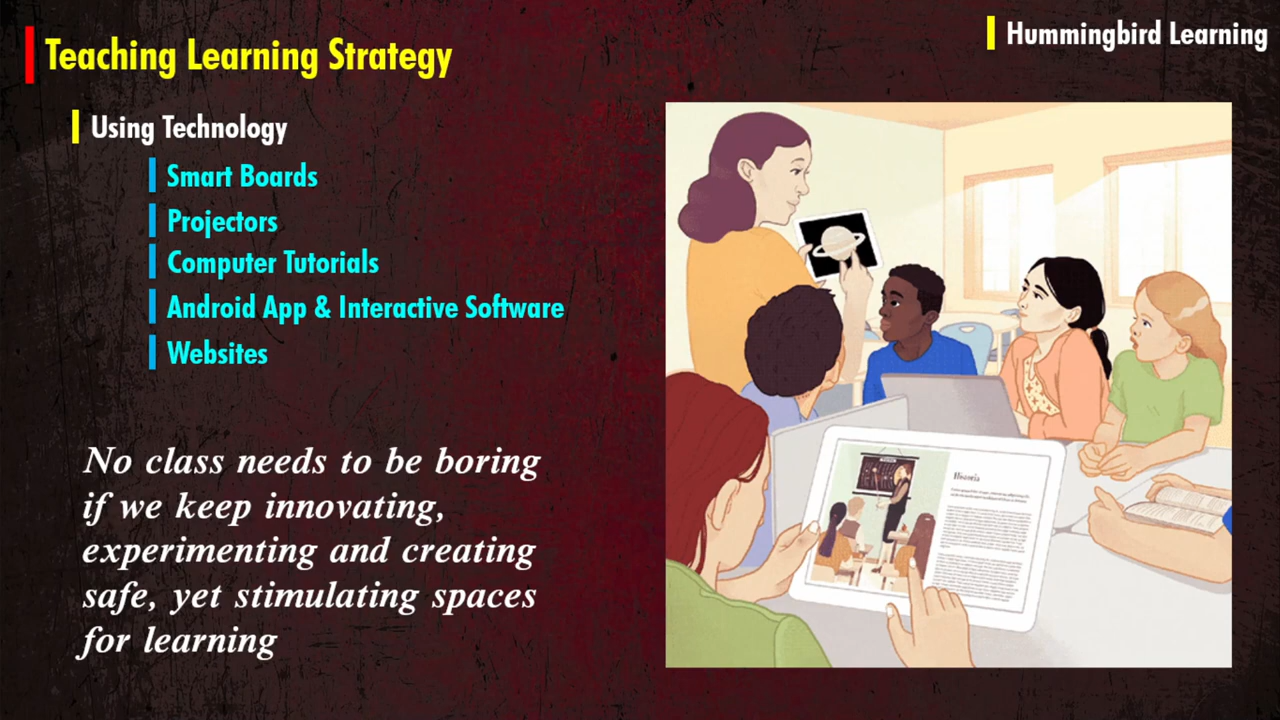 Teaching Learning Strategy
Hummingbird Learning
Using Technology
Smart Boards
Projectors
Computer Tutorials
Android App & Interactive Software
Websites
No class needs to be boring
if we keep innovating,
experimenting and creating
safe, yet stimulating spaces
for learning